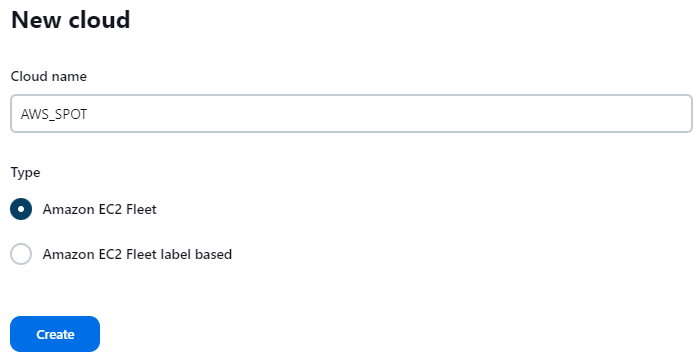 New cloud
Cloud name
AWS_SPOT
Type
Amazon EC2 Fleet
Amazon EC2 Fleet label based
Create